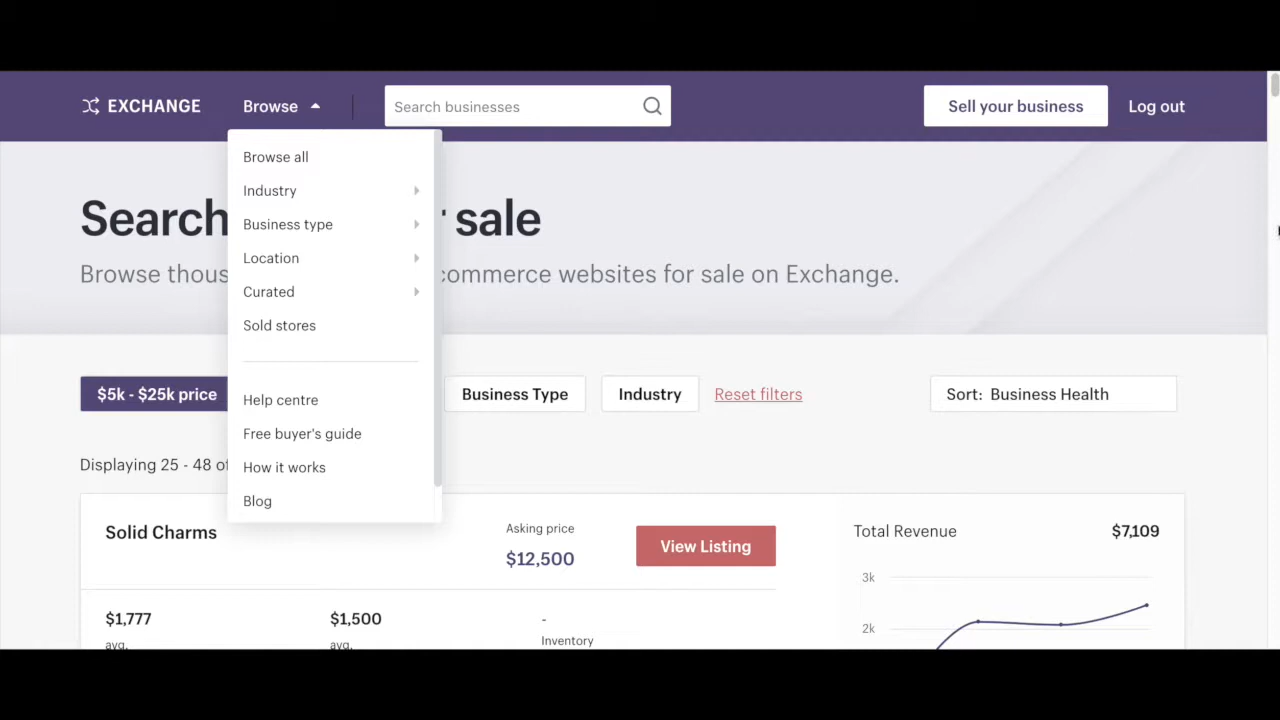 EXCHANGE Browse Search businesses Sell your business Log out
Browse all
Industry
Business type
Location
Curated
Sold stores
Help centre
Free buyer's guide
How it works
Blog
Search sale
Browse commerce websites for sale on Exchange.
$5k - $25k price Business Type Industry Reset filters Sort: Business Health
Displaying 25 - 48
Solid Charms
Asking price
$12,500
View Listing
Total Revenue $7,109
3k
2k
$1,777
avg.
$1,500
avg.
-
Inventory